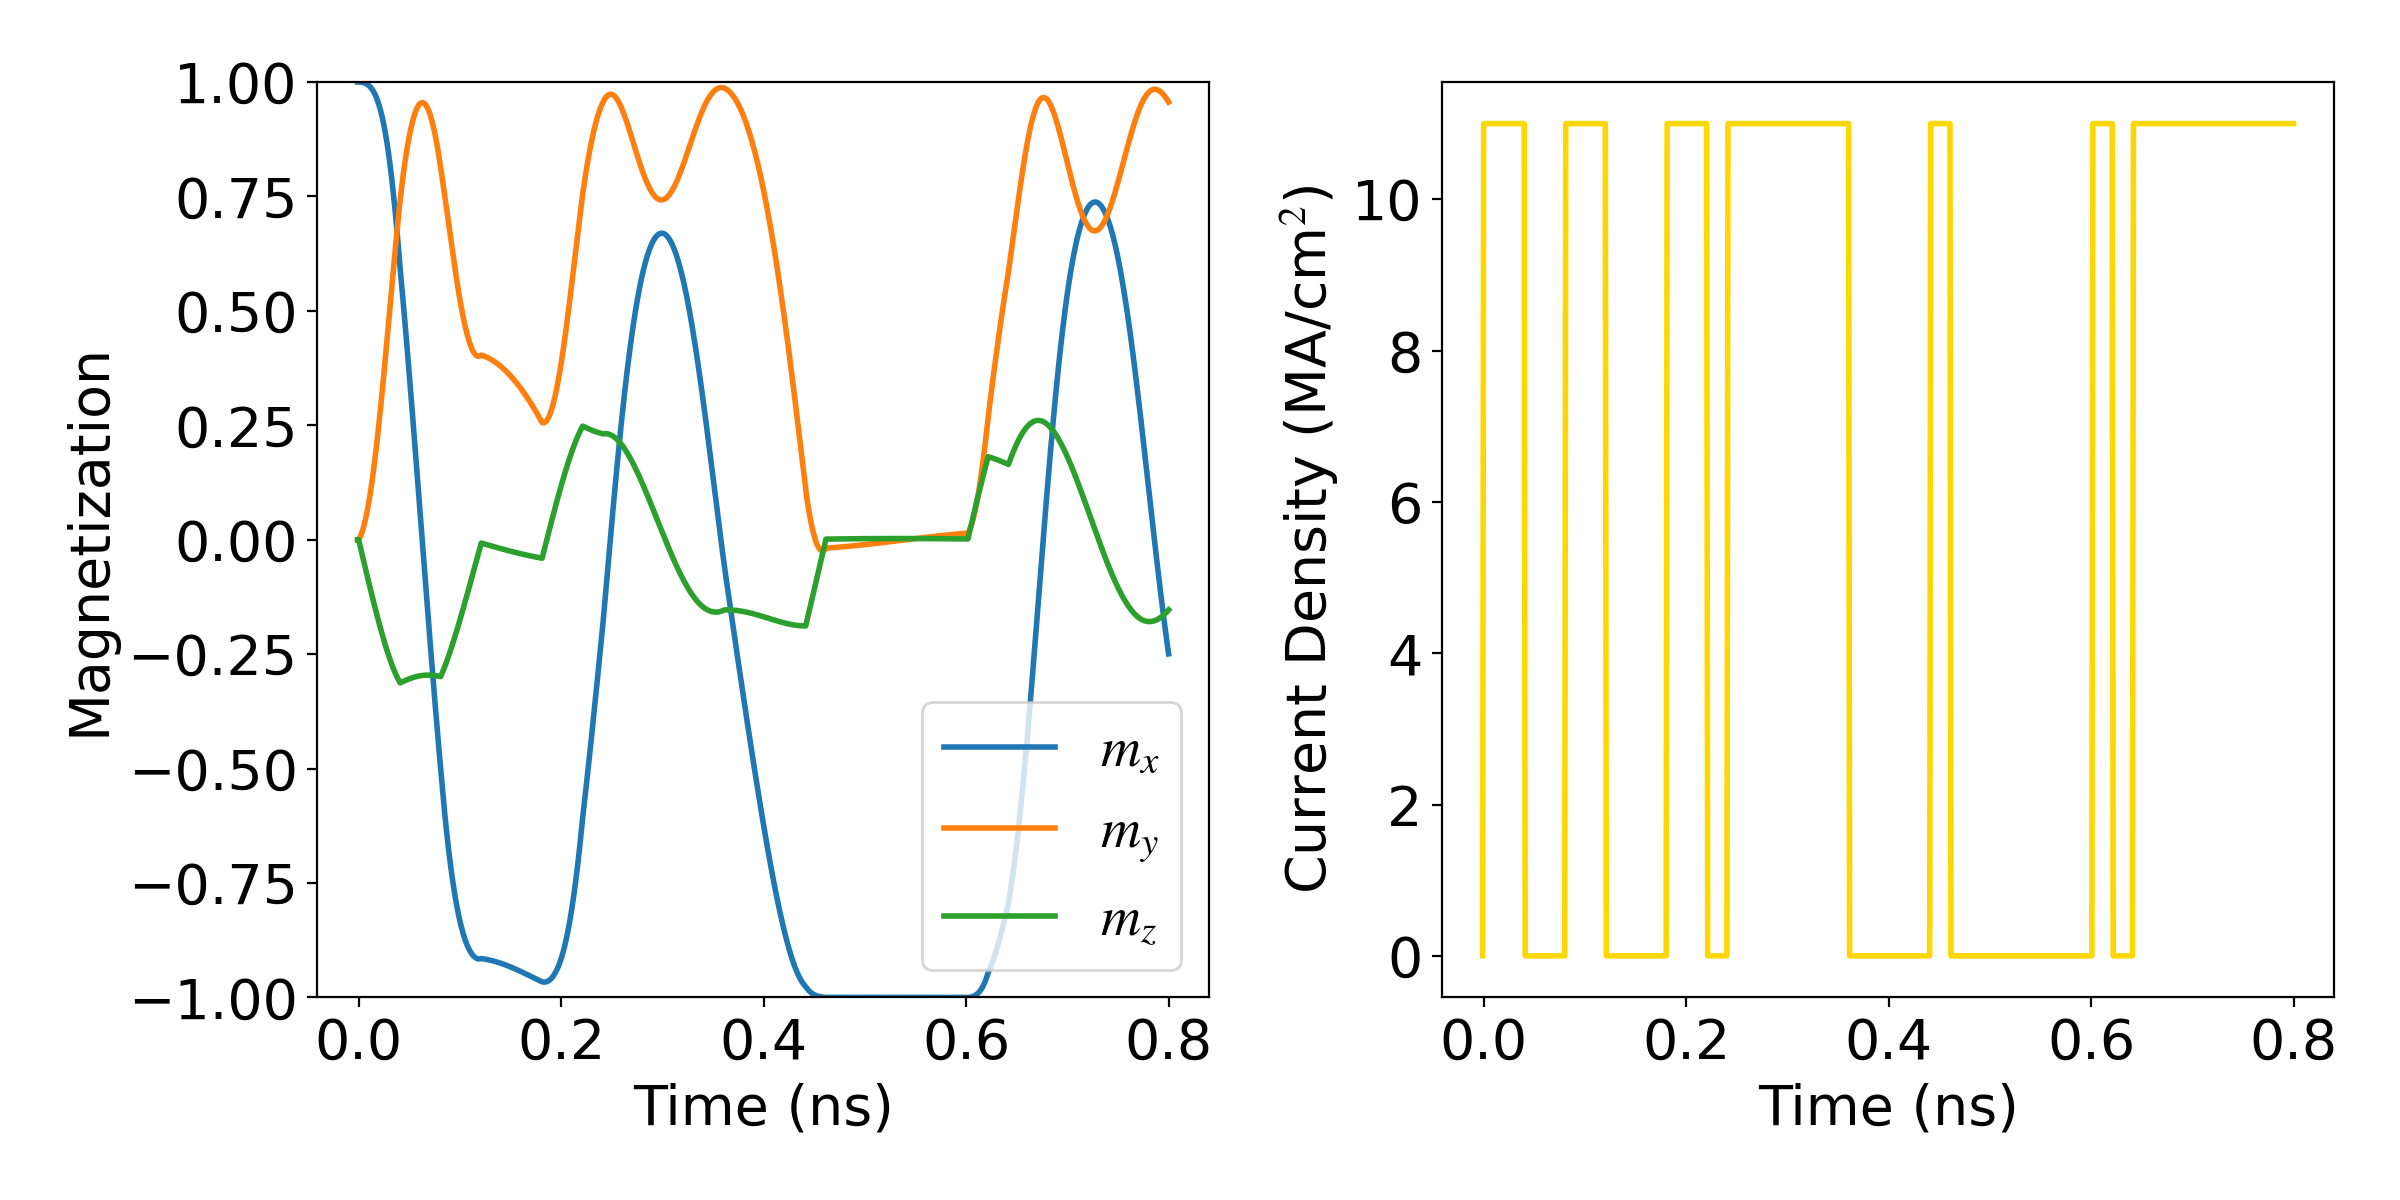 Magnetization
1.00
0.75
0.50
0.25
0.00
−0.25
−0.50
−0.75
−1.00
0.0 0.2 0.4 0.6 0.8
Time (ns)
m_x
m_y
m_z
Current Density (MA/cm²)
10
8
6
4
2
0
0.0 0.2 0.4 0.6 0.8
Time (ns)